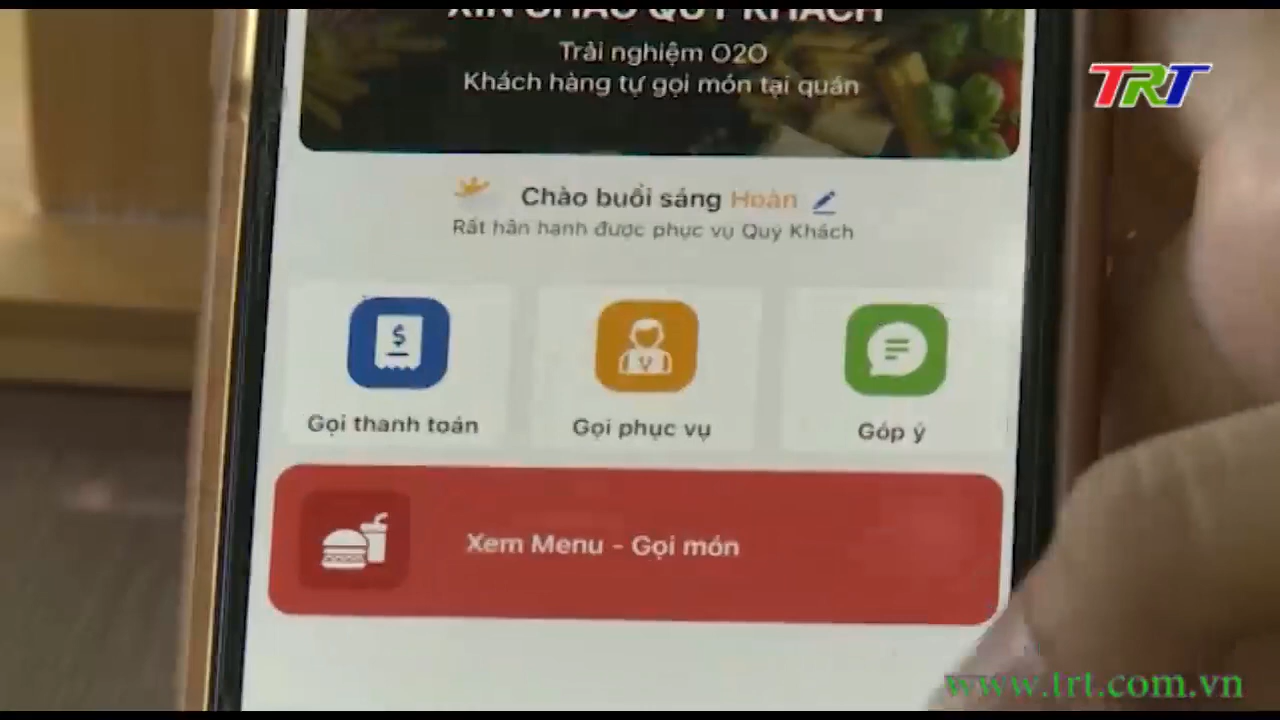 XIN CHÀO QUÝ KHÁCH
Trải nghiệm O2O
Khách hàng tự gọi món tại quán
TRT
Chào buổi sáng Hoàn
Rất hân hạnh được phục vụ Quý Khách
$
Gọi thanh toán
Gọi phục vụ
Góp ý
Xem Menu - Gọi món
www.trt.com.vn